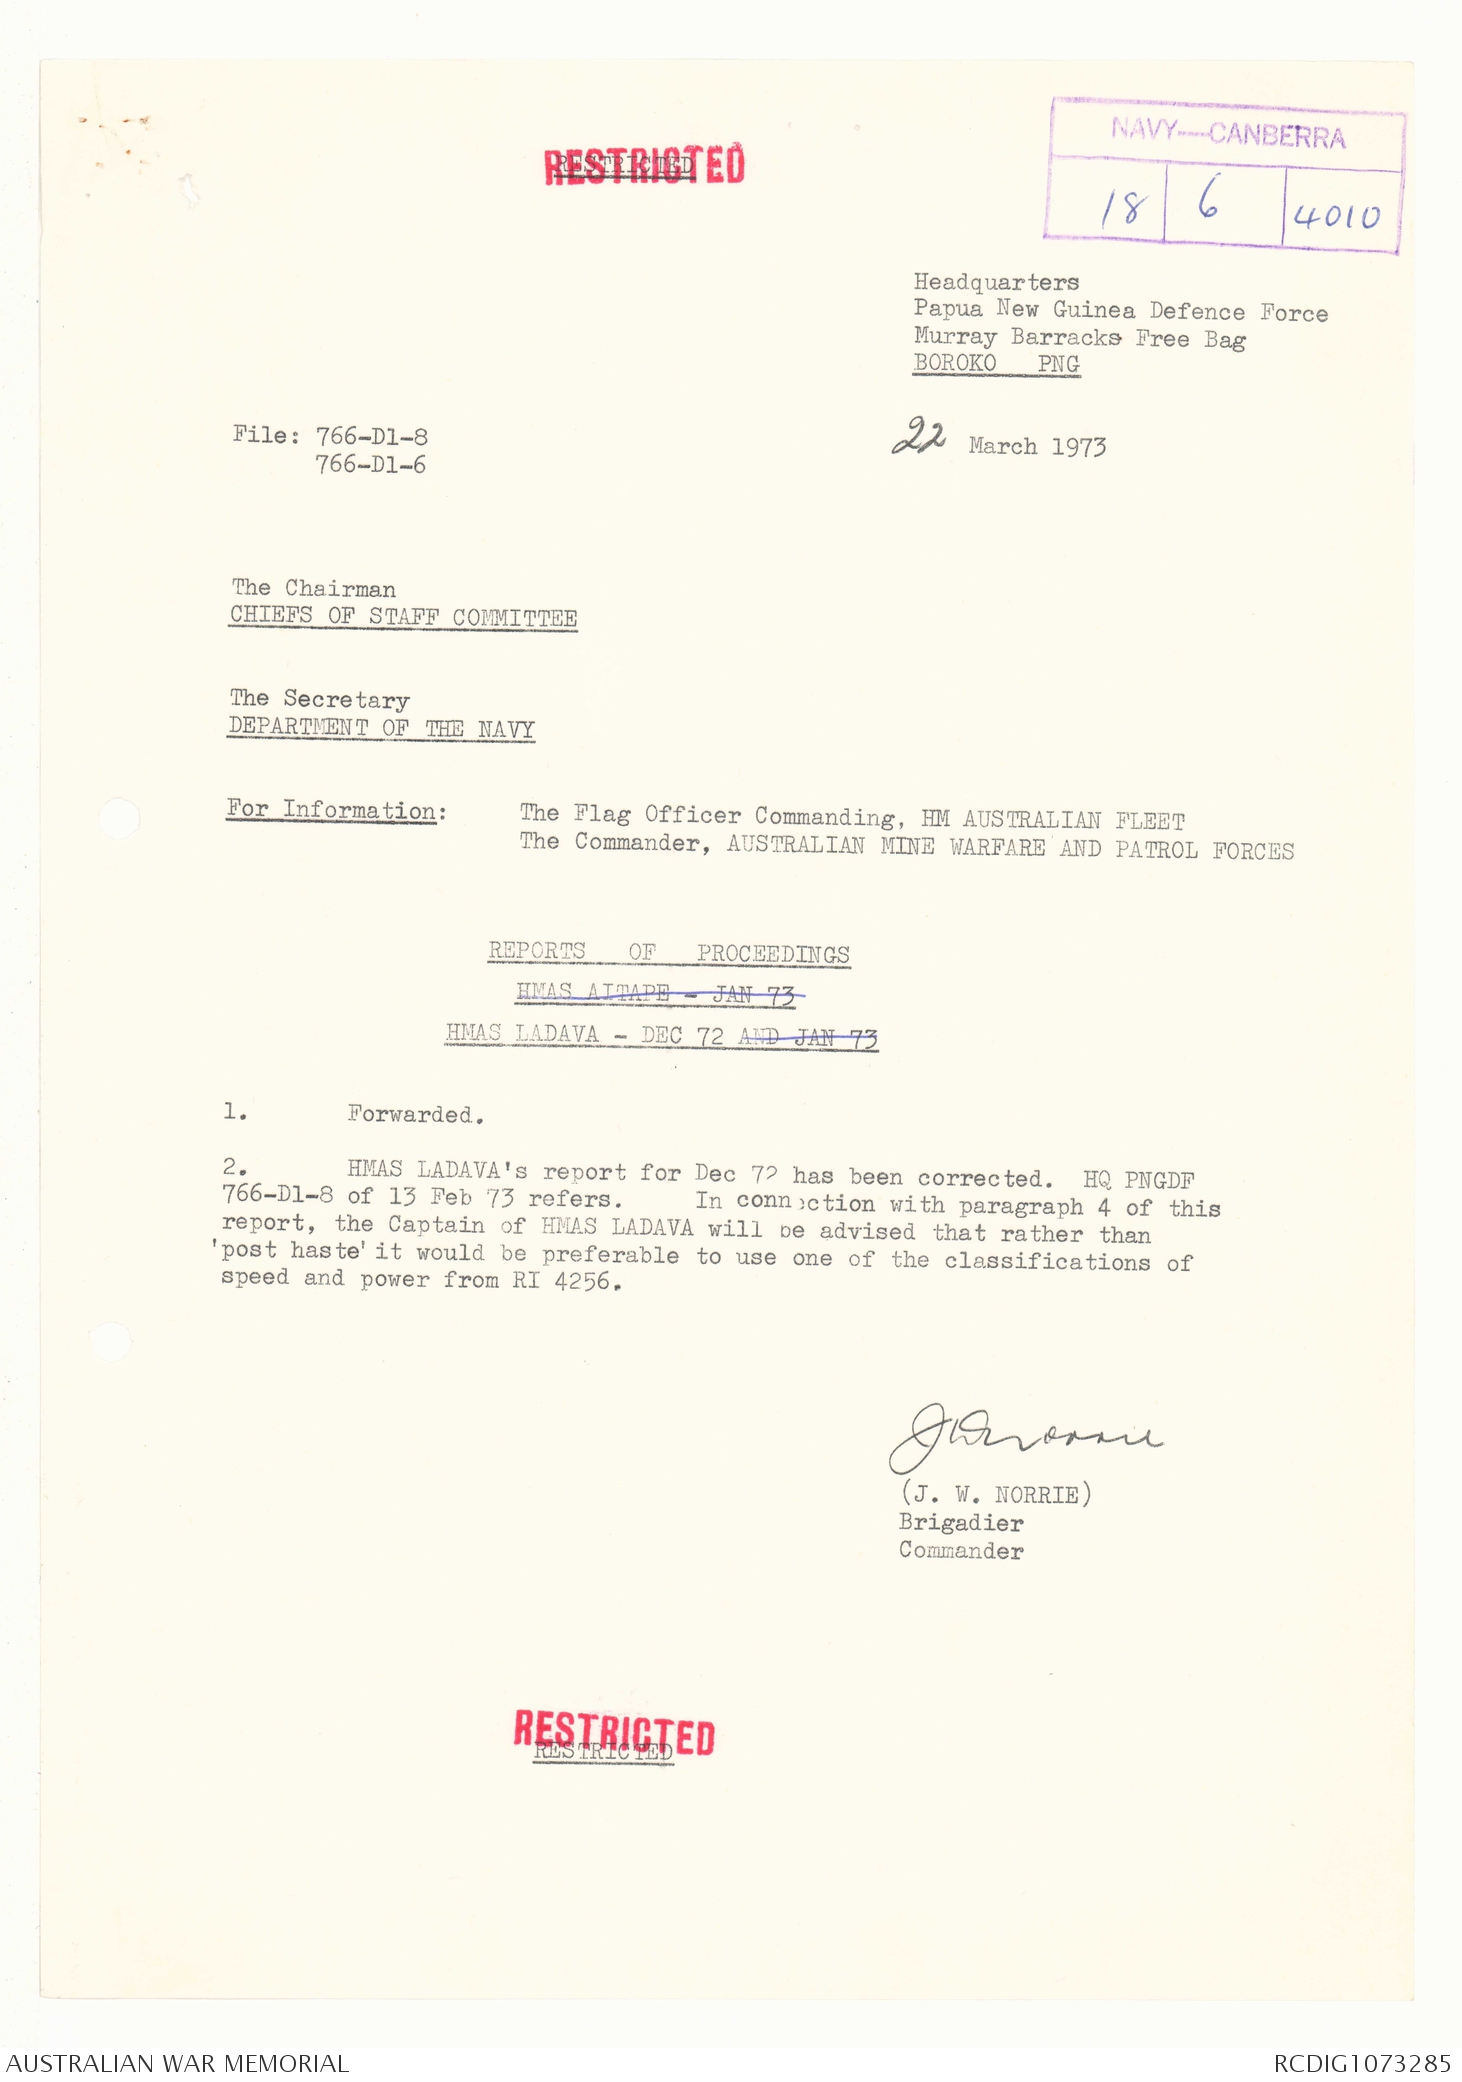 RESTRICTED
RESTRICTED
NAVY—CANBERRA
18 6 4010
Headquarters
Papua New Guinea Defence Force
Murray Barracks Free Bag
BOROKO PNG
File: 766-D1-8
766-D1-6
22 March 1973
The Chairman
CHIEFS OF STAFF COMMITTEE
The Secretary
DEPARTMENT OF THE NAVY
For Information: The Flag Officer Commanding, HM AUSTRALIAN FLEET
The Commander, AUSTRALIAN MINE WARFARE AND PATROL FORCES
REPORTS OF PROCEEDINGS
HMAS AITAPE - JAN 73
HMAS LADAVA - DEC 72 AND JAN 73
1. Forwarded.
2. HMAS LADAVA's report for Dec 72 has been corrected. HQ PNGDF
766-D1-8 of 13 Feb 73 refers. In connection with paragraph 4 of this
report, the Captain of HMAS LADAVA will be advised that rather than
'post haste' it would be preferable to use one of the classifications of
speed and power from RI 4256.
JWNorrie
(J. W. NORRIE)
Brigadier
Commander
RESTRICTED
RESTRICTED
AUSTRALIAN WAR MEMORIAL
RCDIG1073285